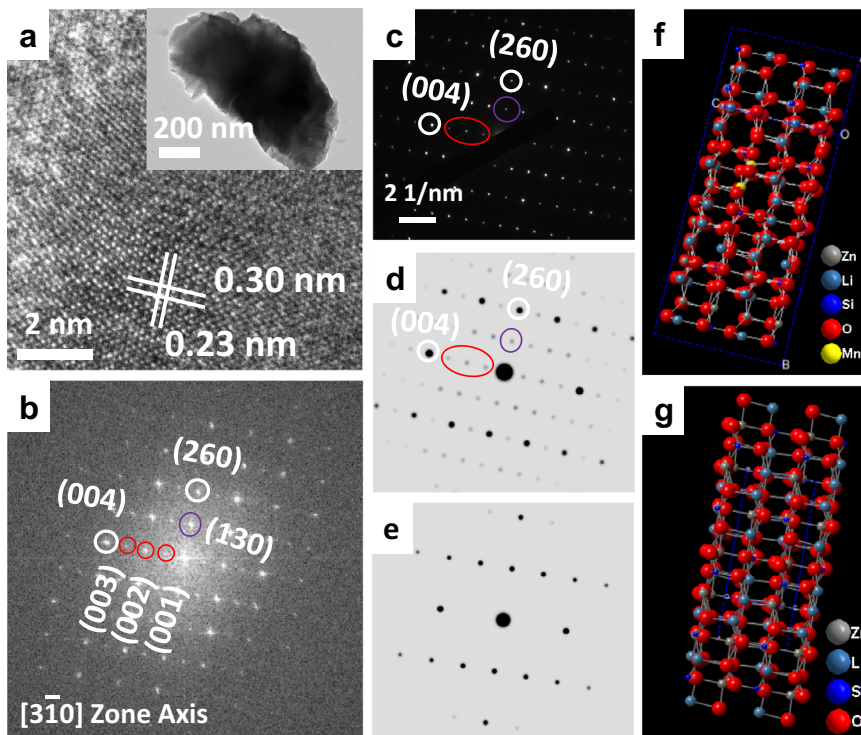 a
200 nm
0.30 nm
0.23 nm
2 nm
b
(260)
(004)
(130)
(003)
(002)
(001)
[31̄0] Zone Axis
c
(260)
(004)
2 1/nm
d
(260)
(004)
e
f
C
O
B
Zn
Li
Si
O
Mn
g
Z
L
S
O